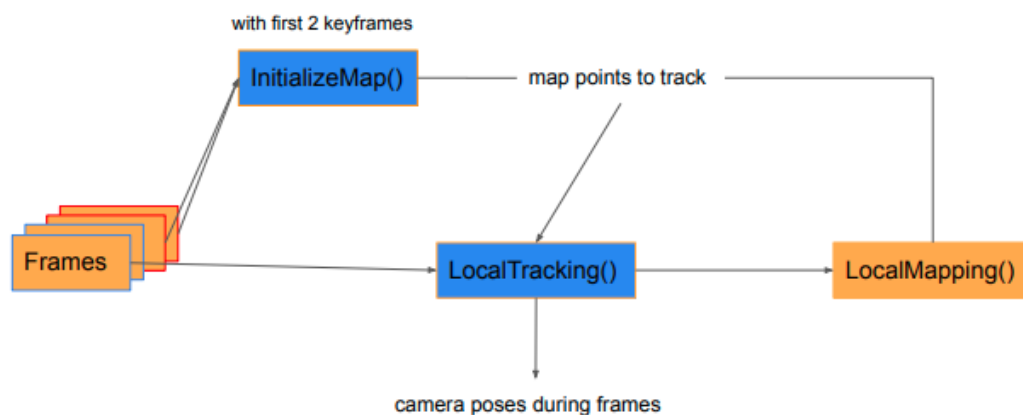 with first 2 keyframes
InitializeMap()
map points to track
Frames
LocalTracking()
LocalMapping()
camera poses during frames